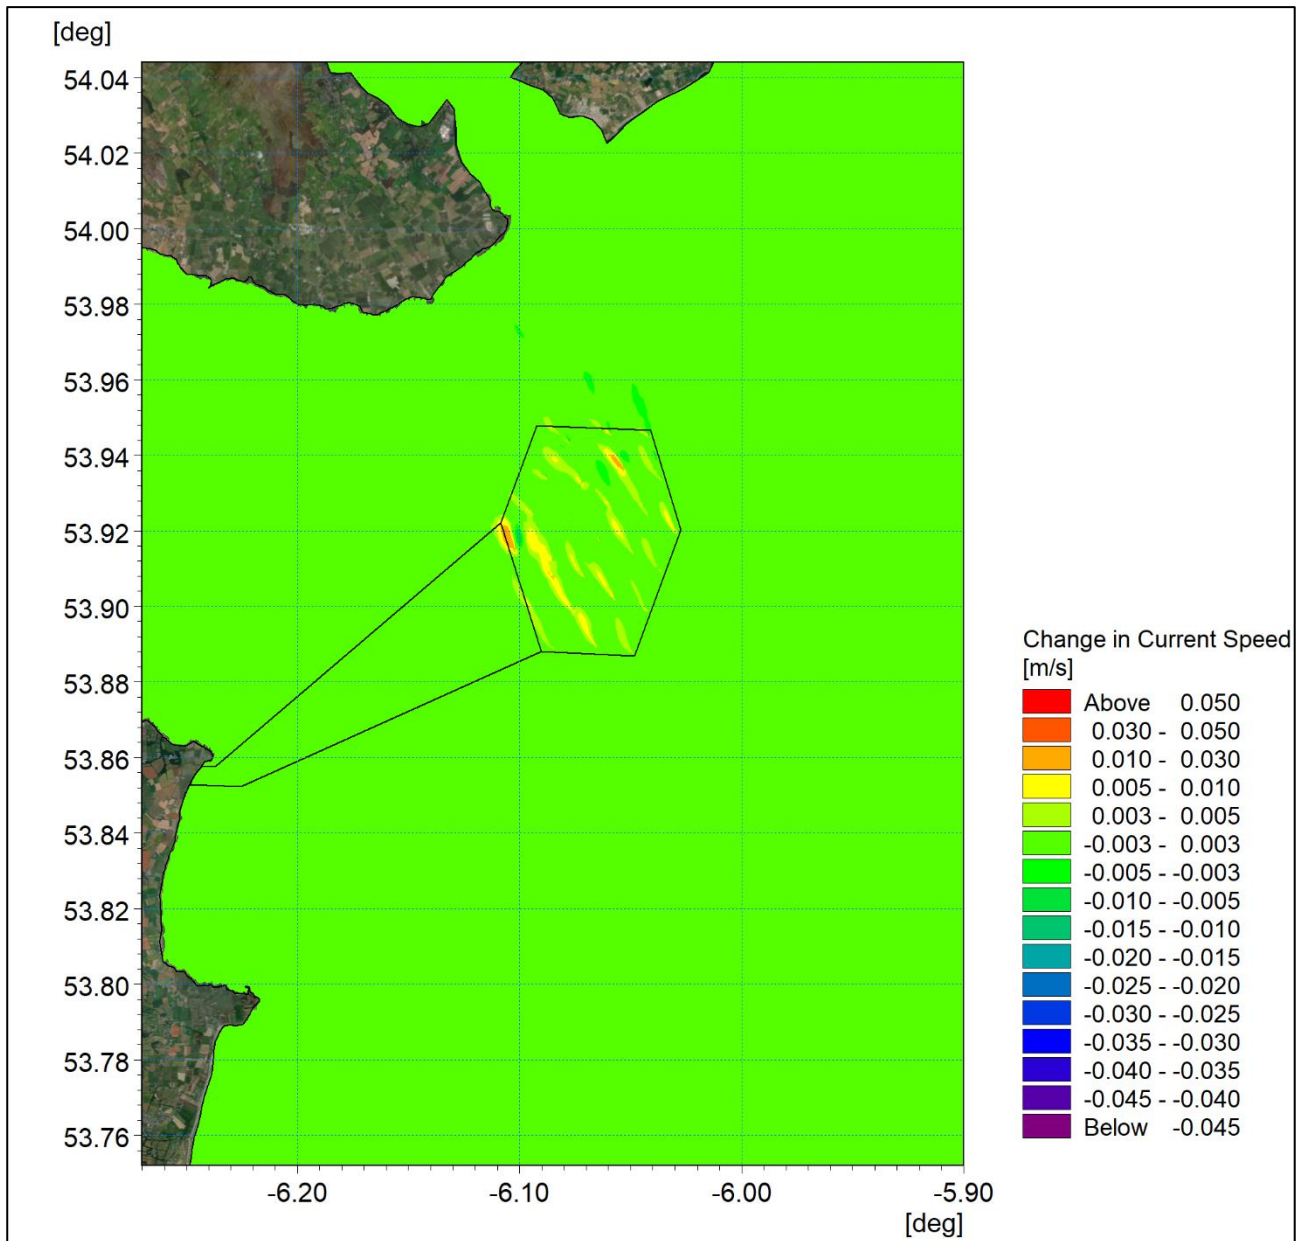 [deg]
54.04
54.02
54.00
53.98
53.96
53.94
53.92
53.90
53.88
53.86
53.84
53.82
53.80
53.78
53.76
-6.20 -6.10 -6.00 -5.90
[deg]
Change in Current Speed
[m/s]
Above 0.050
0.030 - 0.050
0.010 - 0.030
0.005 - 0.010
0.003 - 0.005
-0.003 - 0.003
-0.005 - -0.003
-0.010 - -0.005
-0.015 - -0.010
-0.020 - -0.015
-0.025 - -0.020
-0.030 - -0.025
-0.035 - -0.030
-0.040 - -0.035
-0.045 - -0.040
Below -0.045